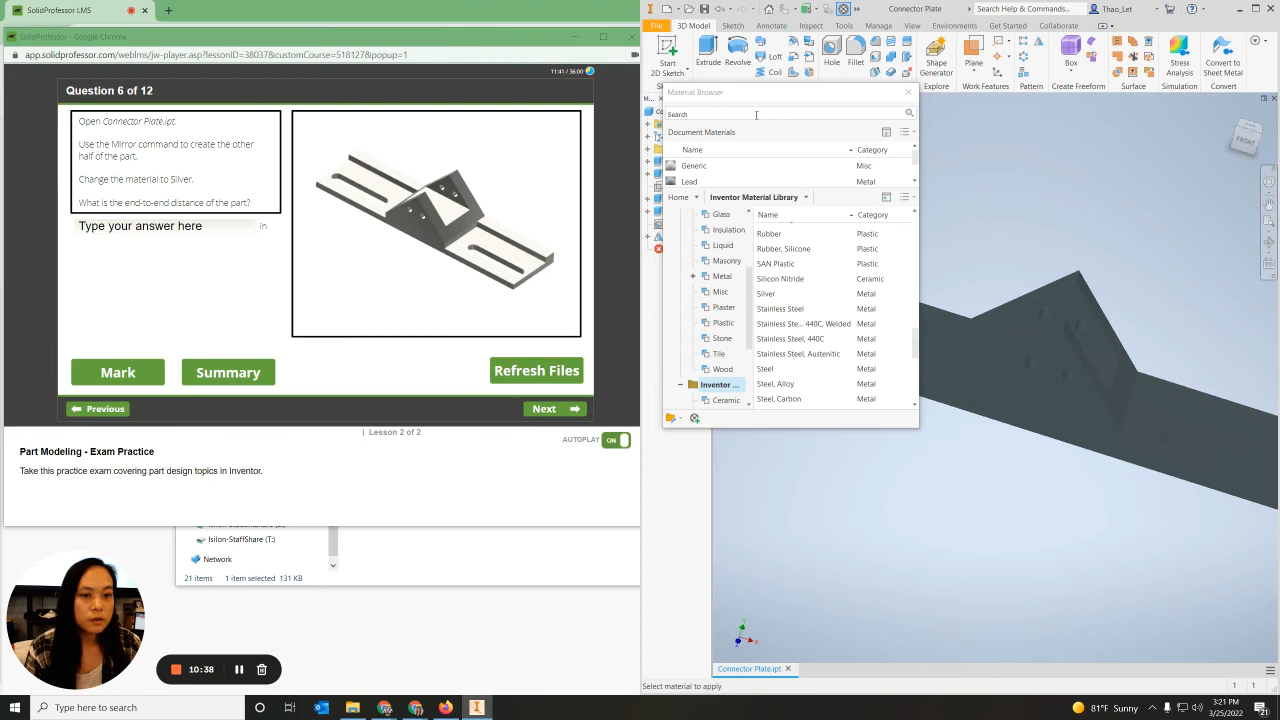 SolidProfessor LMS
Connector Plate
Search Help & Commands...
Thao_Let
SolidProfessor - Google Chrome
app.solidprofessor.com/weblms/jw-player.asp?lessonID=38037&customCourse=518127&popup=1
File
3D Model
Sketch
Annotate
Inspect
Tools
Manage
View
Environments
Get Started
Collaborate
Start
2D Sketch
Extrude
Revolve
Loft
Coil
Hole
Fillet
Shape
Generator
Plane
Work Features
Pattern
Box
Create Freeform
Surface
Stress
Analysis
Simulation
Convert to
Sheet Metal
Explore
Convert
11:41 / 36:00
Question 6 of 12
Open Connector Plate.ipt.
Use the Mirror command to create the other
half of the part.
Change the material to Silver.
What is the end-to-end distance of the part?
Type your answer here
in
Mark
Summary
Refresh Files
Previous
Next
Lesson 2 of 2
AUTOPLAY
ON
Part Modeling - Exam Practice
Take this practice exam covering part design topics in Inventor.
Isilon-StaffShare (T:)
Network
21 items
1 item selected 131 KB
10:38
Material Browser
Search
Document Materials
Name
Category
Generic
Misc
Lead
Metal
Home
Inventor Material Library
Glass
Insulation
Liquid
Masonry
Metal
Misc
Plaster
Plastic
Stone
Tile
Wood
Inventor ...
Ceramic
Name
Category
Rubber
Plastic
Rubber, Silicone
Plastic
SAN Plastic
Plastic
Silicon Nitride
Ceramic
Silver
Metal
Stainless Steel
Metal
Stainless Ste... 440C, Welded
Metal
Stainless Steel, 440C
Metal
Stainless Steel, Austenitic
Metal
Steel
Metal
Steel, Alloy
Metal
Steel, Carbon
Metal
FRONT
Connector Plate.ipt
Select material to apply
1
1
Type here to search
81°F Sunny
3:21 PM
3/25/2022
21